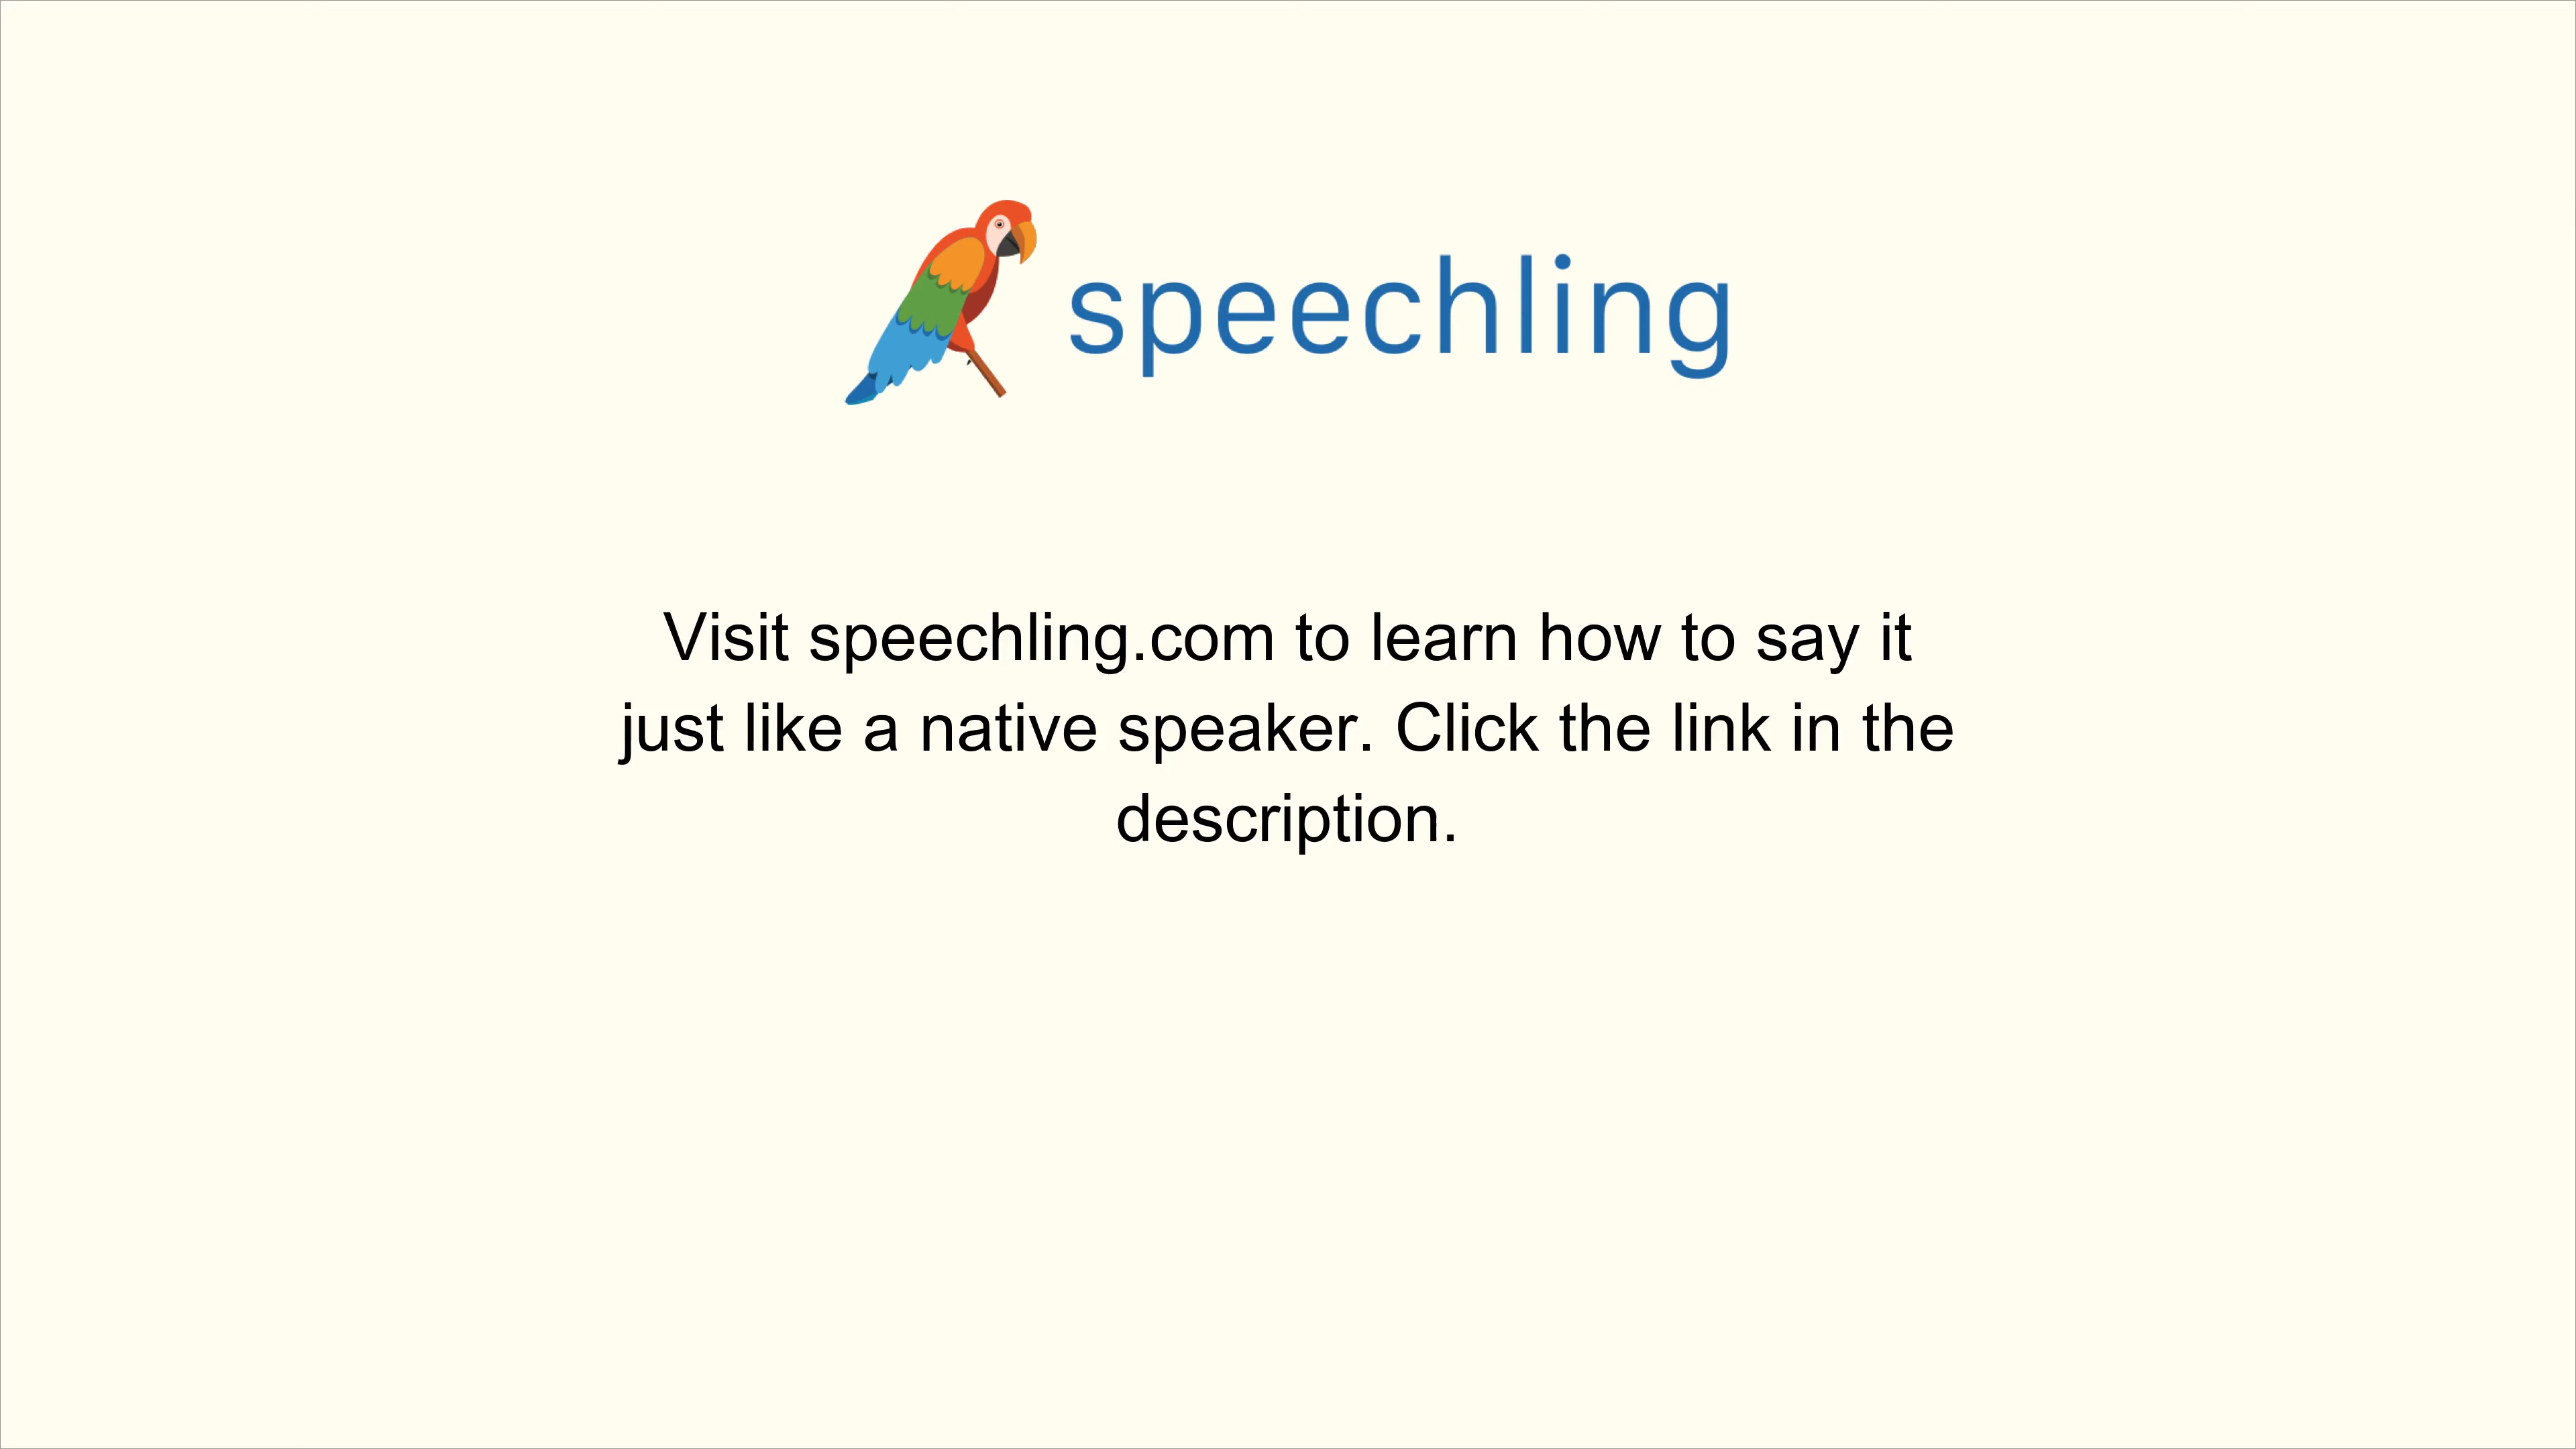 speechling
Visit speechling.com to learn how to say it
just like a native speaker. Click the link in the
description.